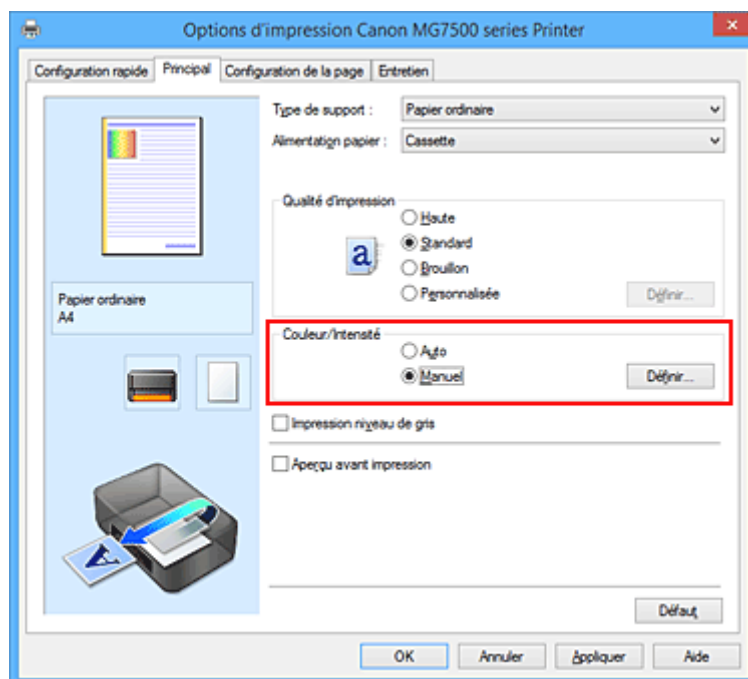 Options d'impression Canon MG7500 series Printer
Configuration rapide Principal Configuration de la page Entretien
Type de support : Papier ordinaire
Alimentation papier : Cassette
Qualité d'impression
Haute
a Standard
Brouillon
Personnalisée Définir...
Papier ordinaire
A4
Couleur/Intensité
Auto
Manuel Définir...
Impression niveau de gris
Aperçu avant impression
A
Défaut
OK Annuler Appliquer Aide